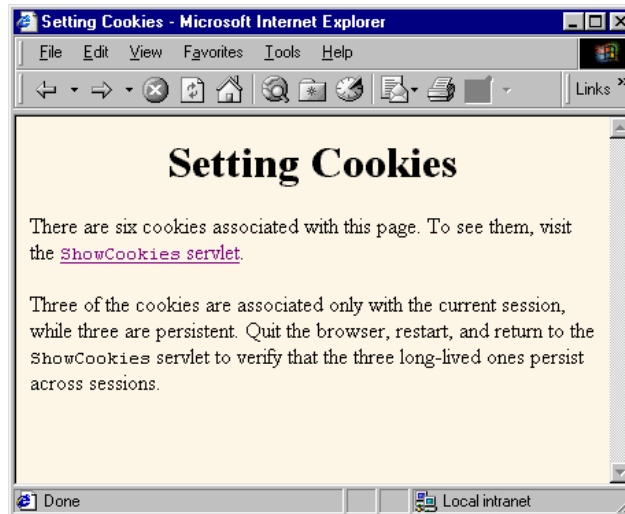 Setting Cookies - Microsoft Internet Explorer
File Edit View Favorites Tools Help
Links »
Setting Cookies
There are six cookies associated with this page. To see them, visit
the ShowCookies servlet.
Three of the cookies are associated only with the current session,
while three are persistent. Quit the browser, restart, and return to the
ShowCookies servlet to verify that the three long-lived ones persist
across sessions.
Done
Local intranet